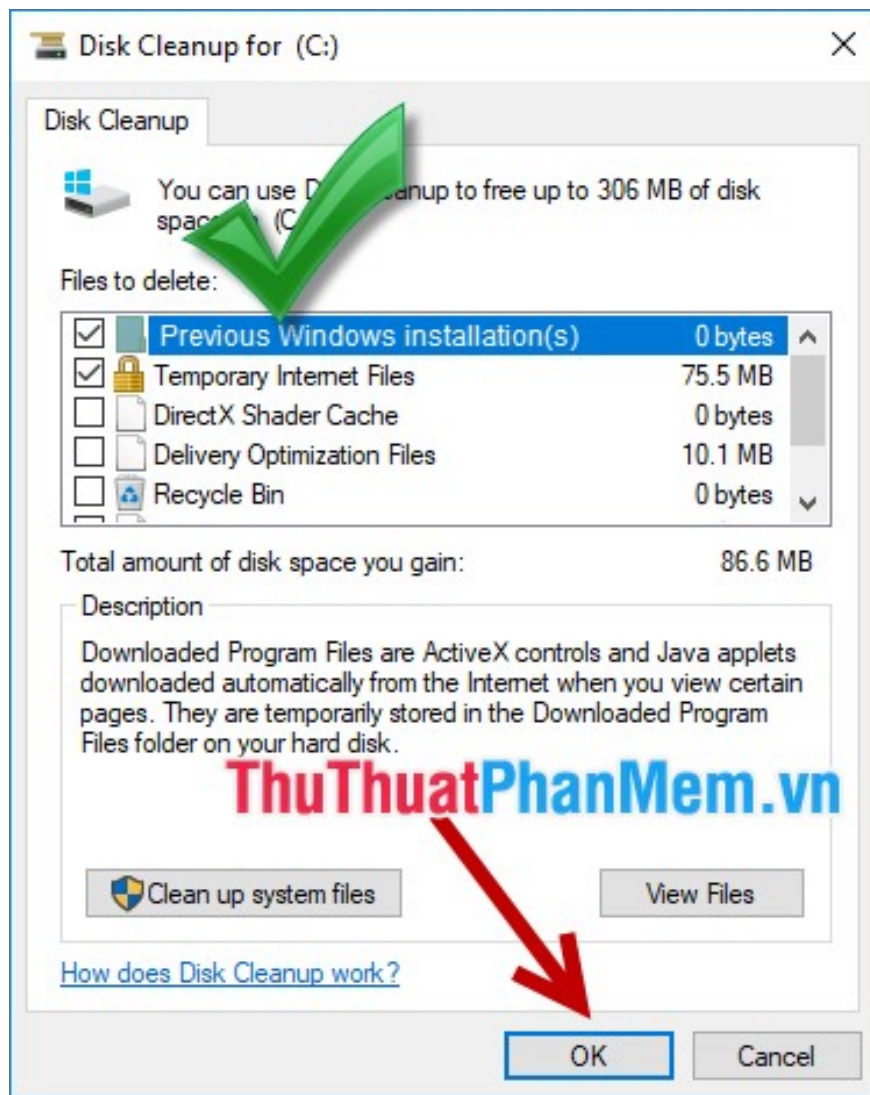 Disk Cleanup for (C:)
Disk Cleanup
You can use D anup to free up to 306 MB of disk
spac (C
Files to delete:
Previous Windows installation(s) 0 bytes
Temporary Internet Files 75.5 MB
DirectX Shader Cache 0 bytes
Delivery Optimization Files 10.1 MB
Recycle Bin 0 bytes
Total amount of disk space you gain: 86.6 MB
Description
Downloaded Program Files are ActiveX controls and Java applets
downloaded automatically from the Internet when you view certain
pages. They are temporarily stored in the Downloaded Program
Files folder on your hard disk.
ThuThuatPhanMem.vn
Clean up system files View Files
How does Disk Cleanup work?
OK Cancel